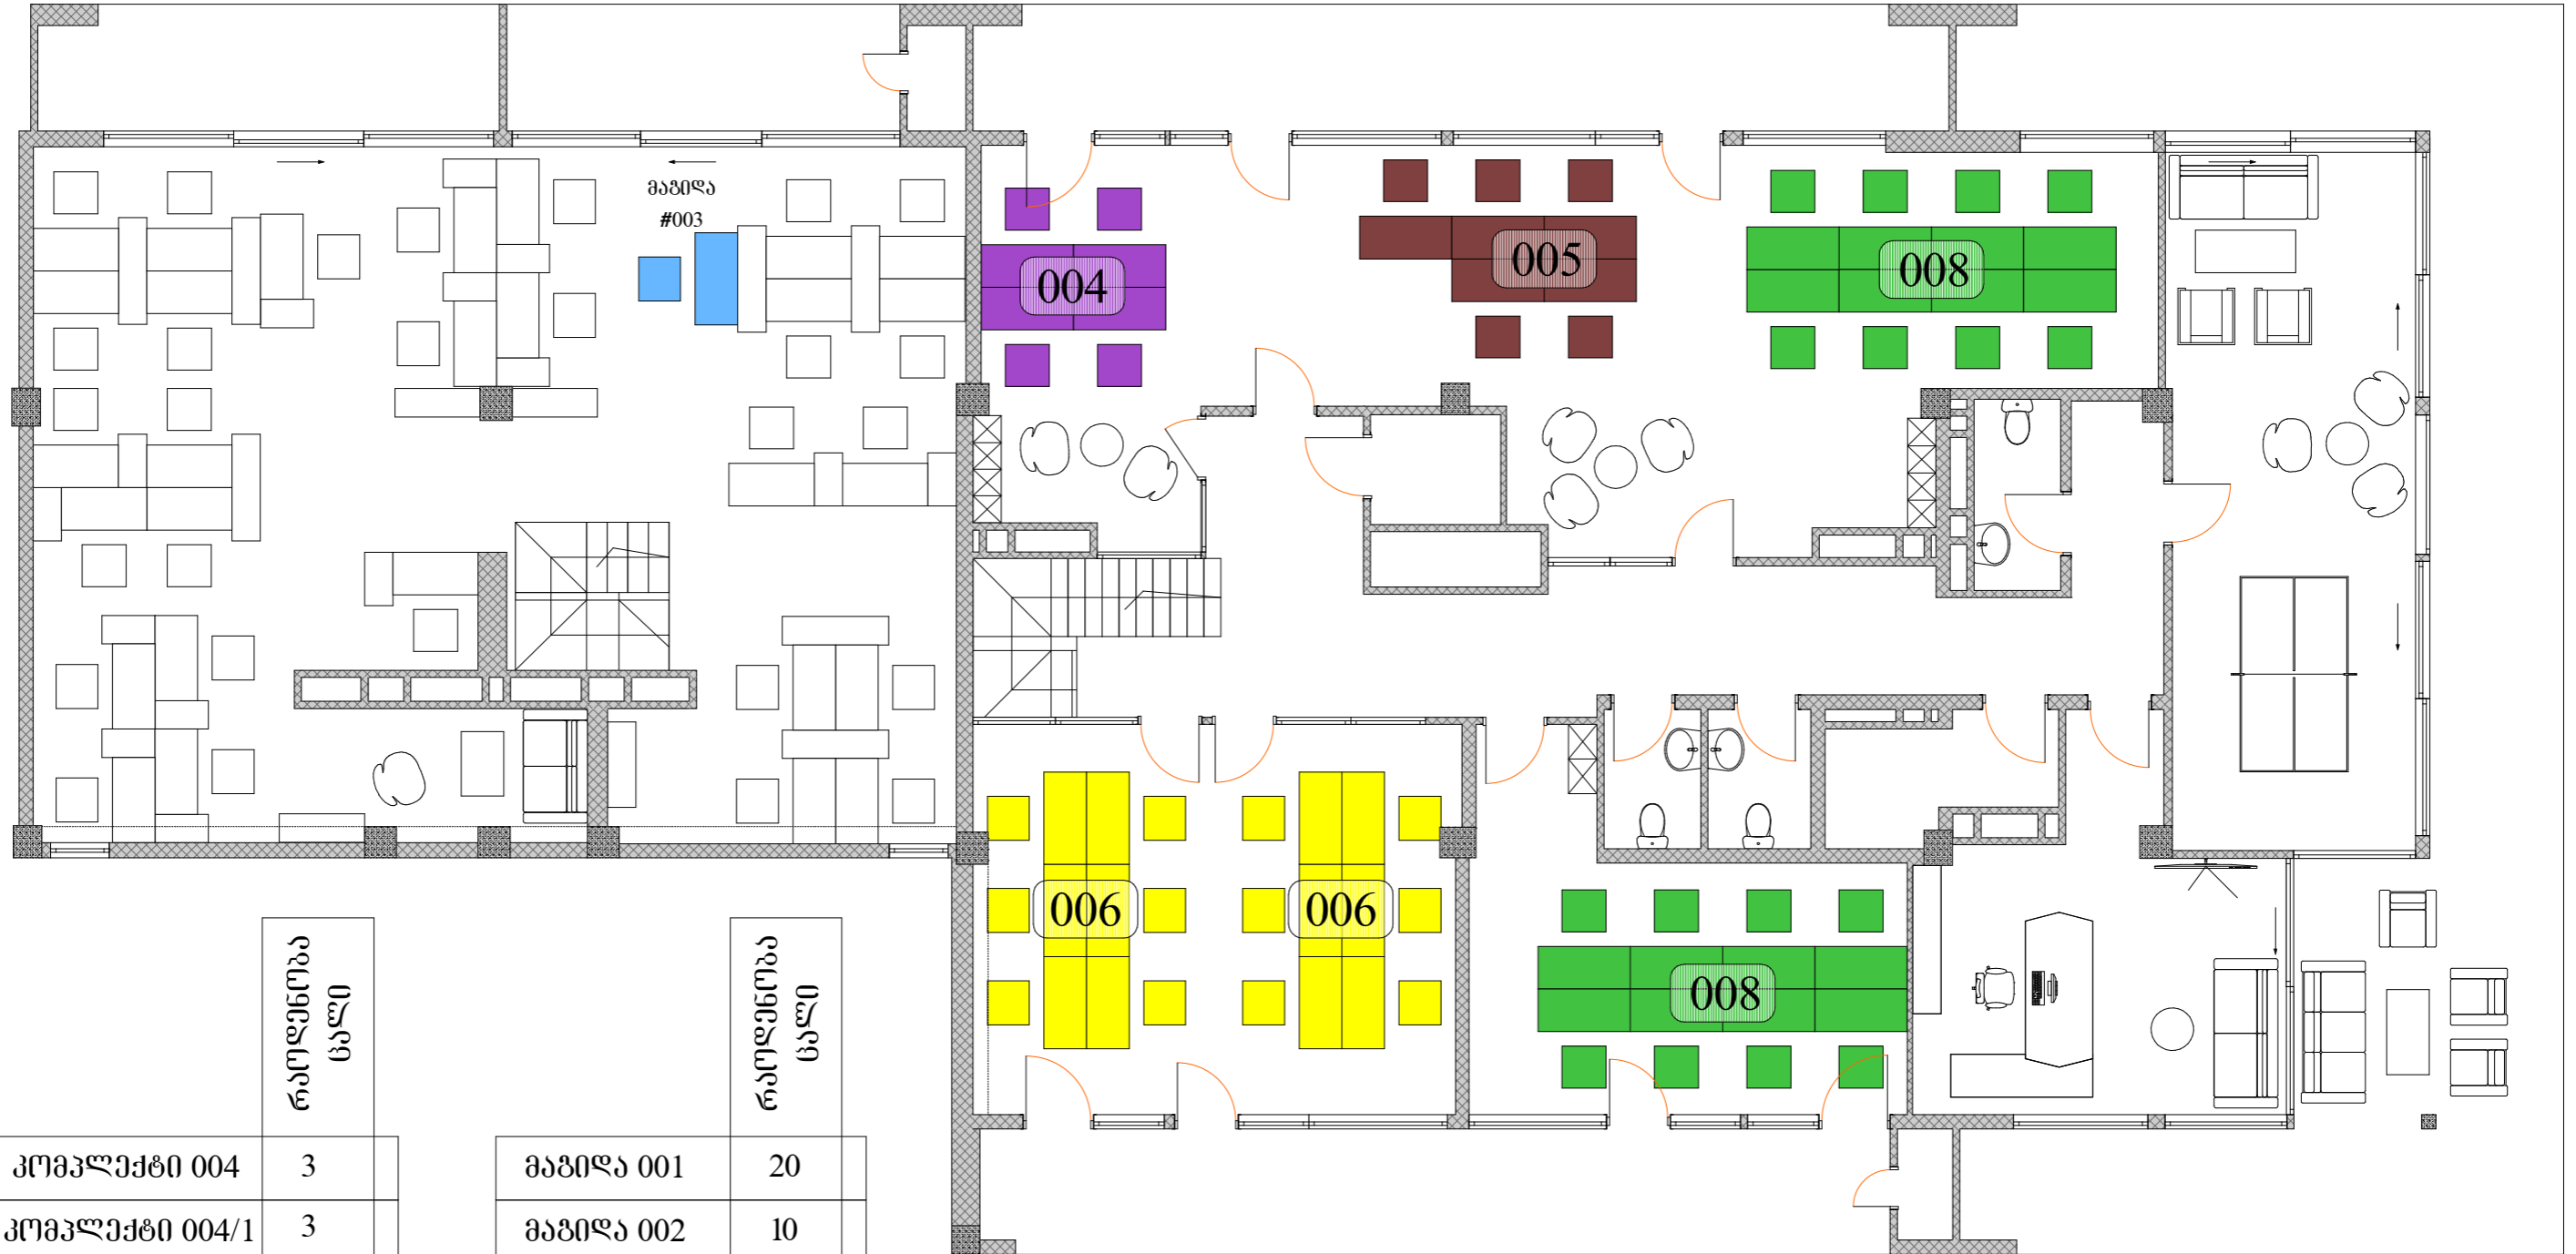 მაგიდა
#003
004
005
008
006
006
008
რაოდენობა
ცალი
კომპლექტი 004 3
კომპლექტი 004/1 3
რაოდენობა
ცალი
მაგიდა 001 20
მაგიდა 002 10